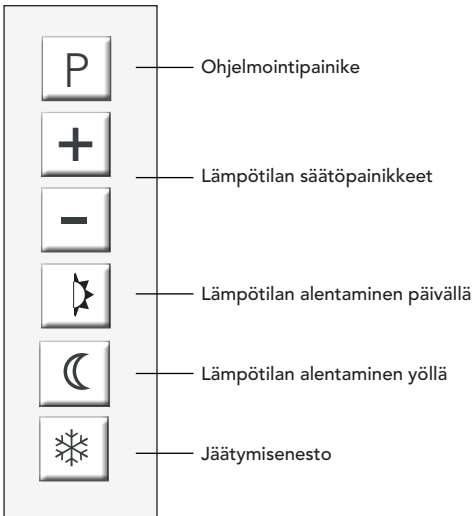 P
Ohjelmointipainike
+
Lämpötilan säätöpainikkeet
-
Lämpötilan alentaminen päivällä
Lämpötilan alentaminen yöllä
Jäätymisenesto